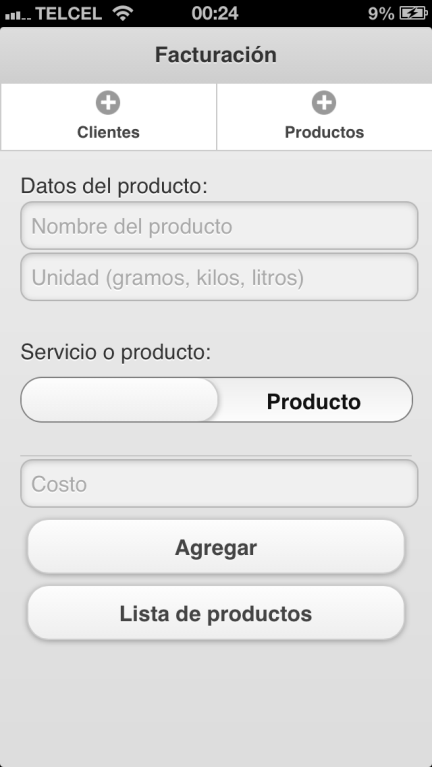 TELCEL 00:24 9%
Facturación
Clientes Productos
Datos del producto:
Nombre del producto
Unidad (gramos, kilos, litros)
Servicio o producto:
Producto
Costo
Agregar
Lista de productos